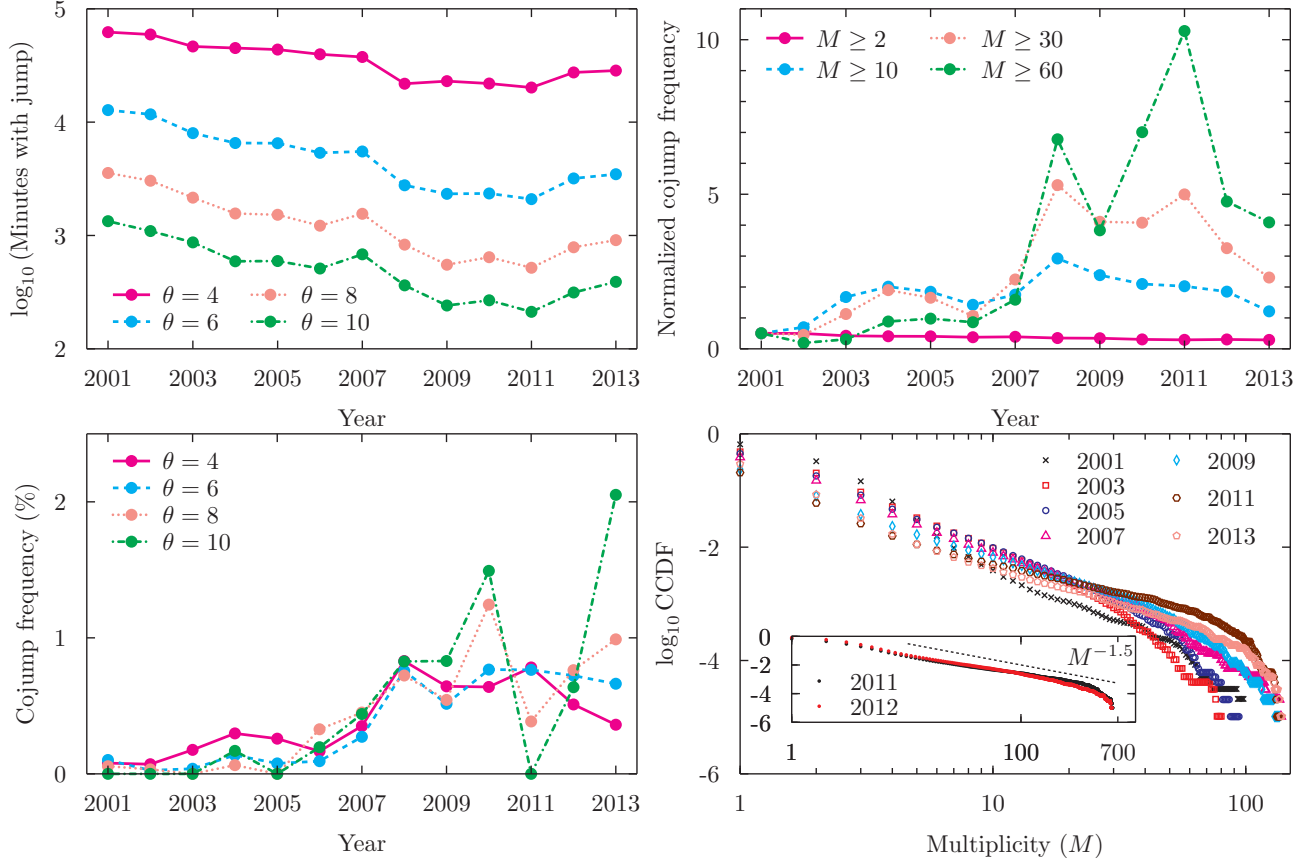 5
4
3
2
log₁₀ (Minutes with jump)
θ = 4
θ = 8
θ = 6
θ = 10
2001 2003 2005 2007 2009 2011 2013
Year
10
5
0
Normalized cojump frequency
M ≥ 2
M ≥ 30
M ≥ 10
M ≥ 60
2001 2003 2005 2007 2009 2011 2013
Year
2
1
0
Cojump frequency (%)
θ = 4
θ = 6
θ = 8
θ = 10
2001 2003 2005 2007 2009 2011 2013
Year
0
-2
-4
-6
log₁₀ CCDF
2001
2009
2003
2005
2011
2007
2013
0
-2
-4
-6
M⁻¹·⁵
2011
2012
1 100 700
1 10 100
Multiplicity (M)